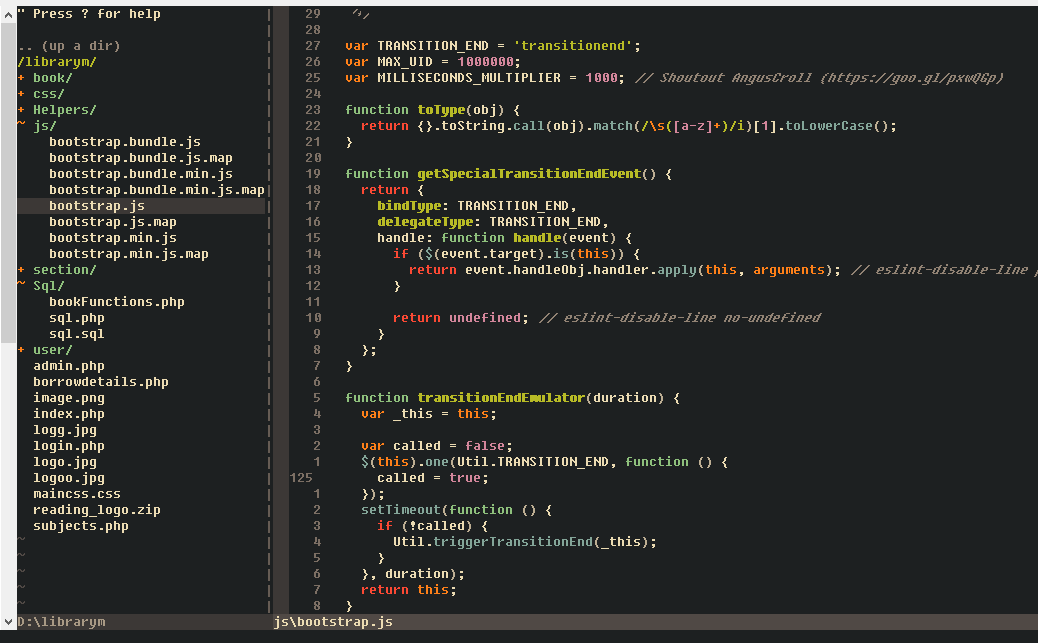 " Press ? for help
.. (up a dir)
/librarym/
+ book/
+ css/
+ Helpers/
~ js/
bootstrap.bundle.js
bootstrap.bundle.js.map
bootstrap.bundle.min.js
bootstrap.bundle.min.js.map
bootstrap.js
bootstrap.js.map
bootstrap.min.js
bootstrap.min.js.map
+ section/
~ Sql/
bookFunctions.php
sql.php
sql.sql
+ user/
admin.php
borrowdetails.php
image.png
index.php
logg.jpg
login.php
logo.jpg
logoo.jpg
maincss.css
reading_logo.zip
subjects.php
~
~
~
~
~
D:\librarym
29 */
28
27 var TRANSITION_END = 'transitionend';
26 var MAX_UID = 1000000;
25 var MILLISECONDS_MULTIPLIER = 1000; // Shoutout AngusCroll (https://goo.gl/pxwQGp)
24
23 function toType(obj) {
22 return {}.toString.call(obj).match(/\s([a-z]+)/i)[1].toLowerCase();
21 }
20
19 function getSpecialTransitionEndEvent() {
18 return {
17 bindType: TRANSITION_END,
16 delegateType: TRANSITION_END,
15 handle: function handle(event) {
14 if ($(event.target).is(this)) {
13 return event.handleObj.handler.apply(this, arguments); // eslint-disable-line
12 }
11
10 return undefined; // eslint-disable-line no-undefined
9 }
8 };
7 }
6
5 function transitionEndEmulator(duration) {
4 var _this = this;
3
2 var called = false;
1 $(this).one(Util.TRANSITION_END, function () {
125 called = true;
1 });
2 setTimeout(function () {
3 if (!called) {
4 Util.triggerTransitionEnd(_this);
5 }
6 }, duration);
7 return this;
8 }
js\bootstrap.js